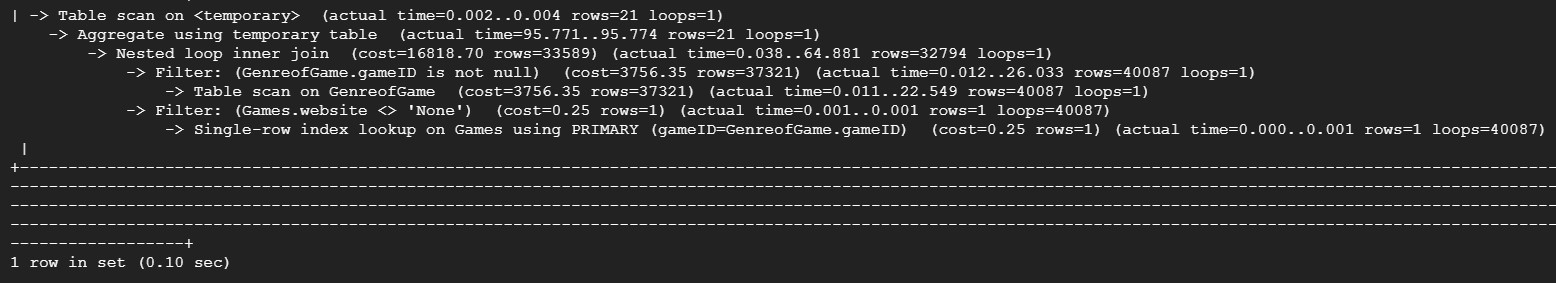 | -> Table scan on <temporary>  (actual time=0.002..0.004 rows=21 loops=1)
    -> Aggregate using temporary table  (actual time=95.771..95.774 rows=21 loops=1)
        -> Nested loop inner join  (cost=16818.70 rows=33589) (actual time=0.038..64.881 rows=32794 loops=1)
            -> Filter: (GenreofGame.gameID is not null)  (cost=3756.35 rows=37321) (actual time=0.012..26.033 rows=40087 loops=1)
                -> Table scan on GenreofGame  (cost=3756.35 rows=37321) (actual time=0.011..22.549 rows=40087 loops=1)
            -> Filter: (Games.website <> 'None')  (cost=0.25 rows=1) (actual time=0.001..0.001 rows=1 loops=40087)
                -> Single-row index lookup on Games using PRIMARY (gameID=GenreofGame.gameID)  (cost=0.25 rows=1) (actual time=0.000..0.001 rows=1 loops=40087)
 |
+-----------------------------------------------------------------------------------------------------------------------------------------------------------
------------------------------------------------------------------------------------------------------------------------------------------------------------
------------------------------------------------------------------------------------------------------------------------------------------------------------
------------------------------------------------------------------------------------------------------------------------------------------------------------
------------------+
1 row in set (0.10 sec)